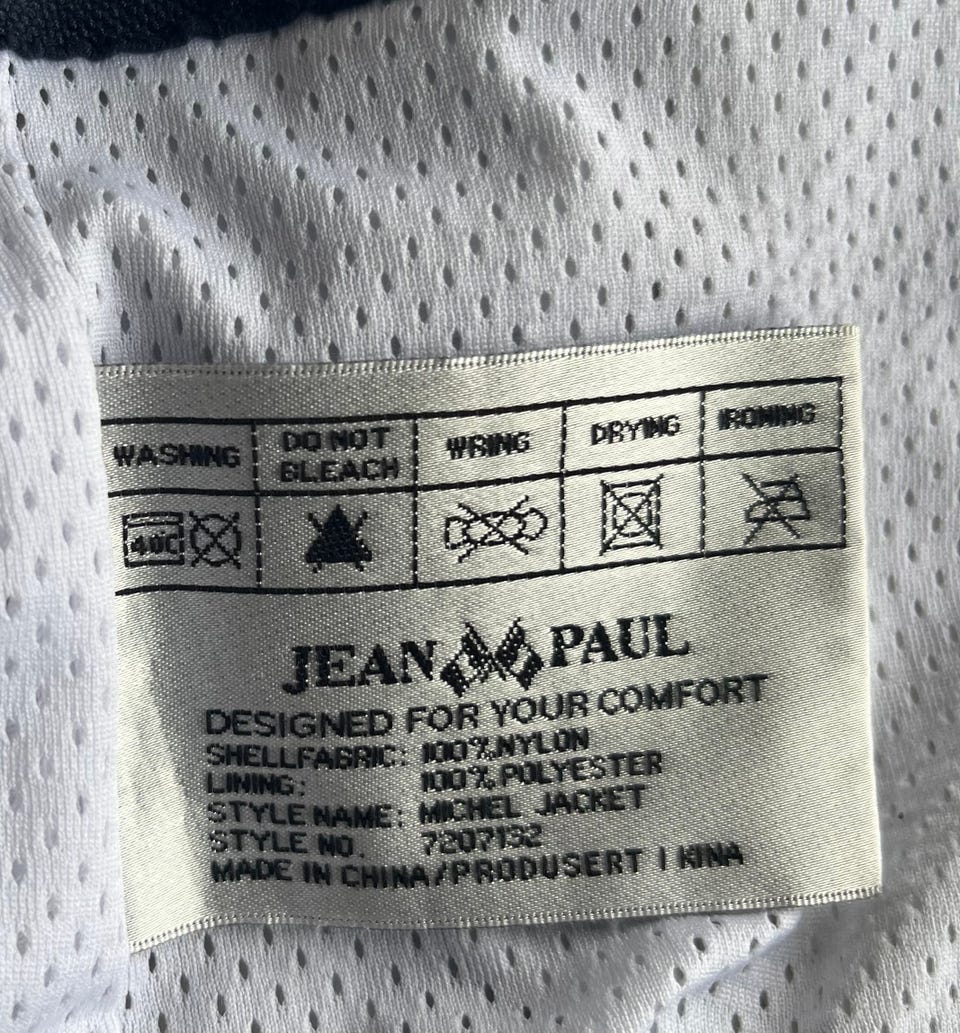 WASHING DO NOT BLEACH WRING DRYING IRONING
40C
JEAN PAUL
DESIGNED FOR YOUR COMFORT
SHELLFABRIC: 100% NYLON
LINING: 100% POLYESTER
STYLE NAME: MICHEL JACKET
STYLE NO. 7207132
MADE IN CHINA/PRODUSERT I KINA